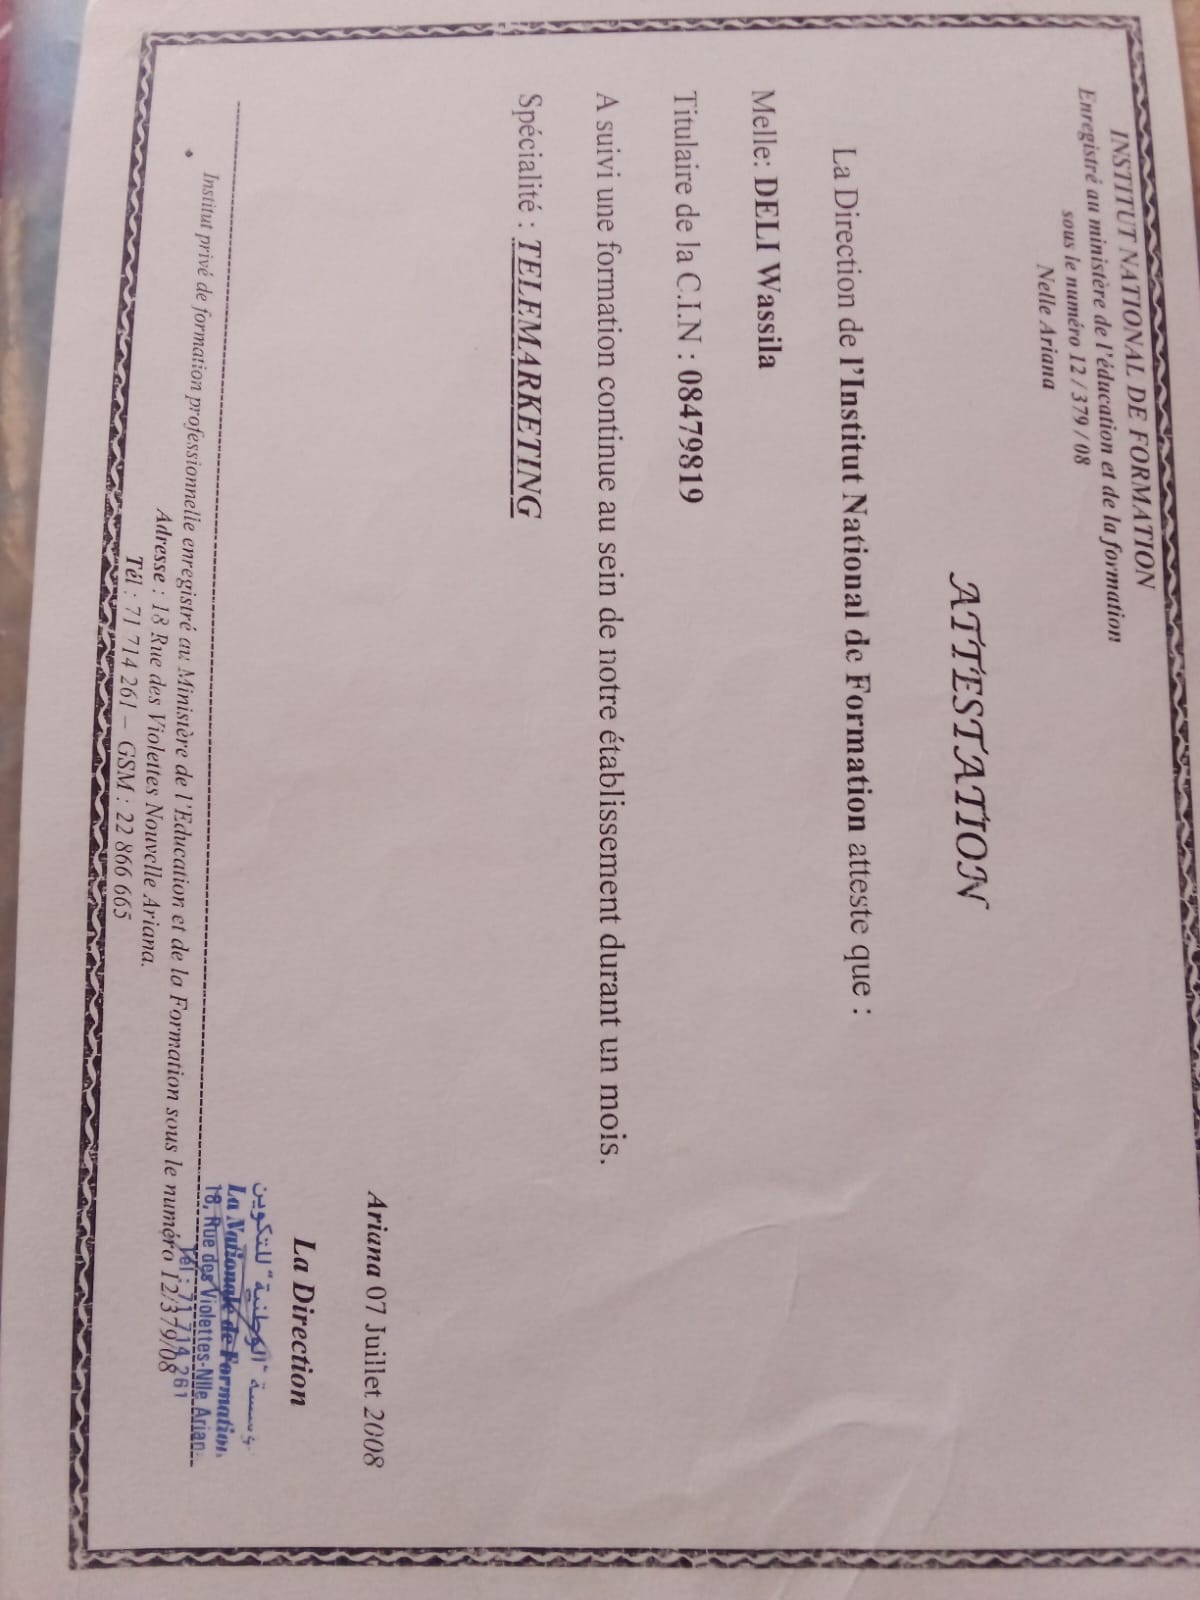 INSTITUT NATIONAL DE FORMATION
Enregistré au ministère de l'éducation et de la formation
sous le numéro 12 / 379 / 08
Nelle Ariana
ATTESTATION
La Direction de l'Institut National de Formation atteste que :
Melle: DELI Wassila
Titulaire de la C.I.N : 08479819
A suivi une formation continue au sein de notre établissement durant un mois.
Spécialité : TELEMARKETING
Ariana 07 Juillet 2008
La Direction
مؤسسة "الوطنية" للتكوين
La Nationale de Formation
18, Rue des Violettes-Nlle Ariana
Tél : 71 714 261
• Institut privé de formation professionnelle enregistré au Ministère de l'Education et de la Formation sous le numéro 12/379/08
Adresse : 18 Rue des Violettes Nouvelle Ariana.
Tél : 71 714 261 – GSM : 22 866 665